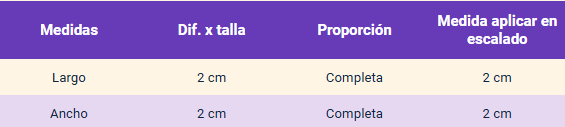 Medidas Dif. x talla Proporción Medida aplicar en escalado
Largo 2 cm Completa 2 cm
Ancho 2 cm Completa 2 cm